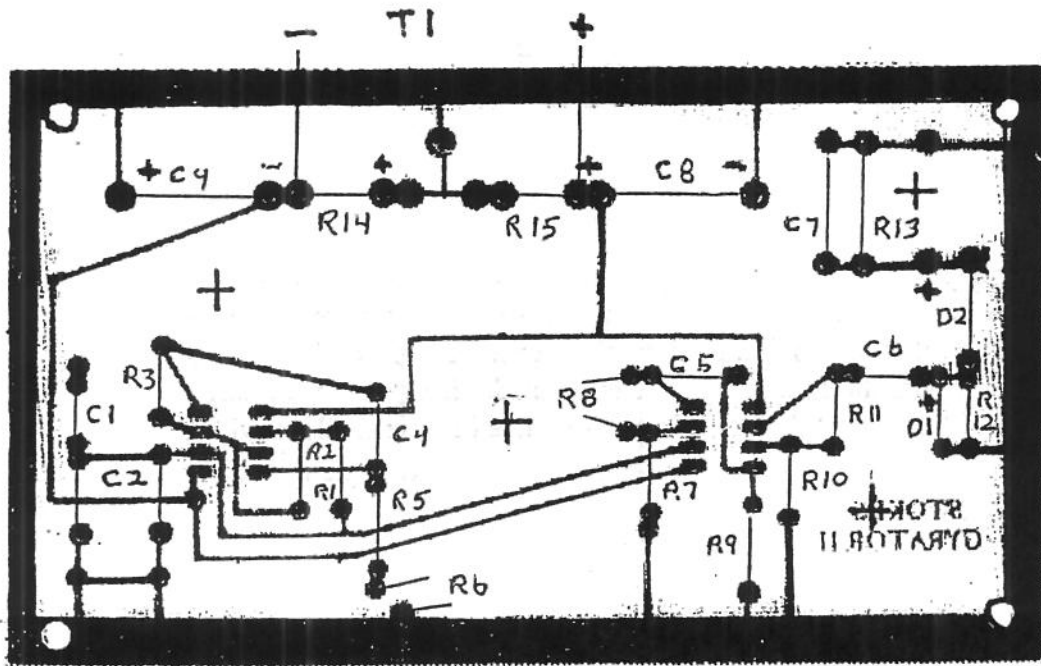 - T1 +
+ C4 - + + C8 -
R14 R15 C7 R13
+ D2
R3 C5 C6
R8
C1 C4 R11 + D1 R12
R2
C2 R1 R5 R7 R10
STOKES
GYRATOR II
R9
R6